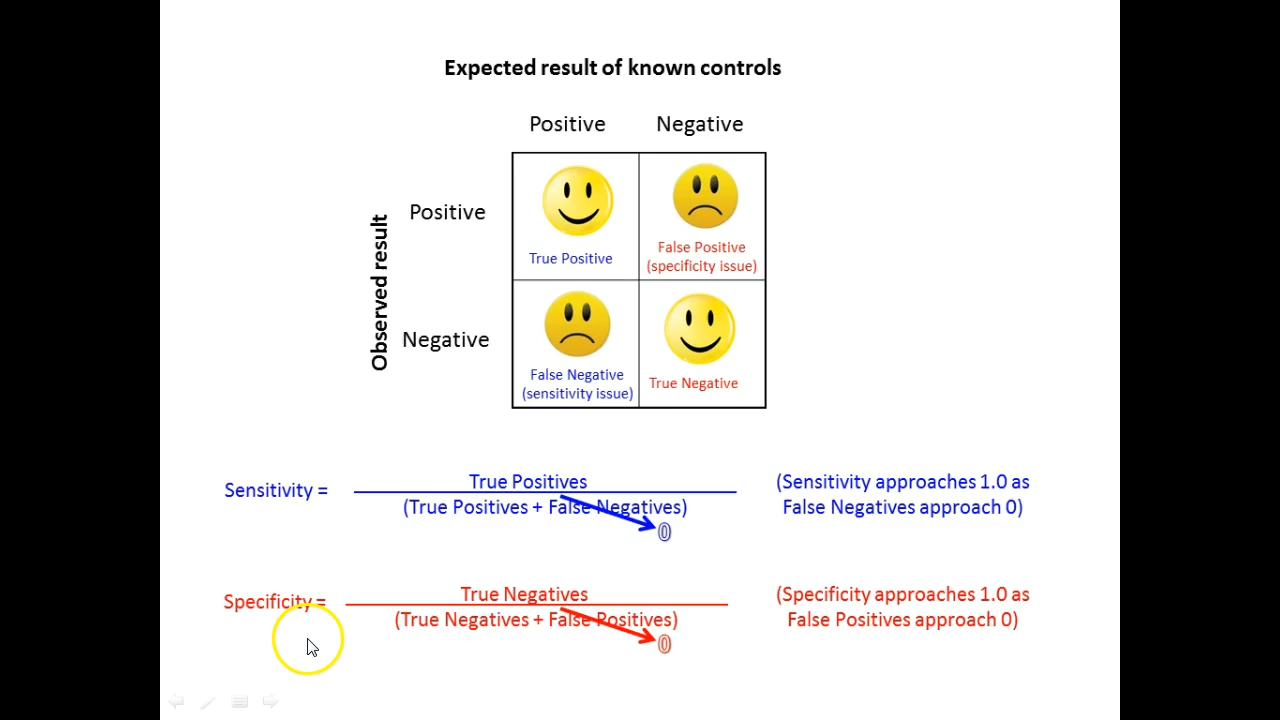 Expected result of known controls
Positive Negative
Observed result
Positive
True Positive
False Positive
(specificity issue)
Negative
False Negative
(sensitivity issue)
True Negative
Sensitivity =
True Positives
(True Positives + False Negatives)
0
(Sensitivity approaches 1.0 as
False Negatives approach 0)
Specificity =
True Negatives
(True Negatives + False Positives)
0
(Specificity approaches 1.0 as
False Positives approach 0)